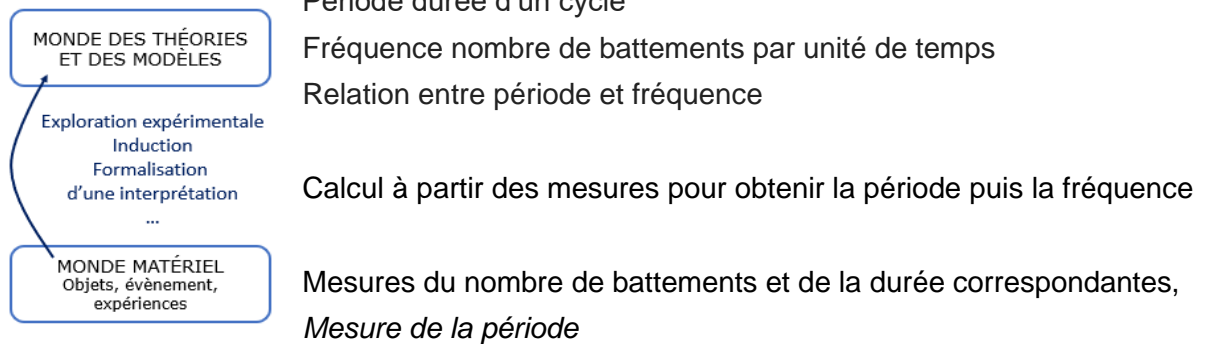 Période durée d'un cycle
MONDE DES THÉORIES
ET DES MODÈLES
Fréquence nombre de battements par unité de temps
Relation entre période et fréquence
Exploration expérimentale
Induction
Formalisation
d'une interprétation
...
Calcul à partir des mesures pour obtenir la période puis la fréquence
MONDE MATÉRIEL
Objets, évènement,
expériences
Mesures du nombre de battements et de la durée correspondantes,
Mesure de la période